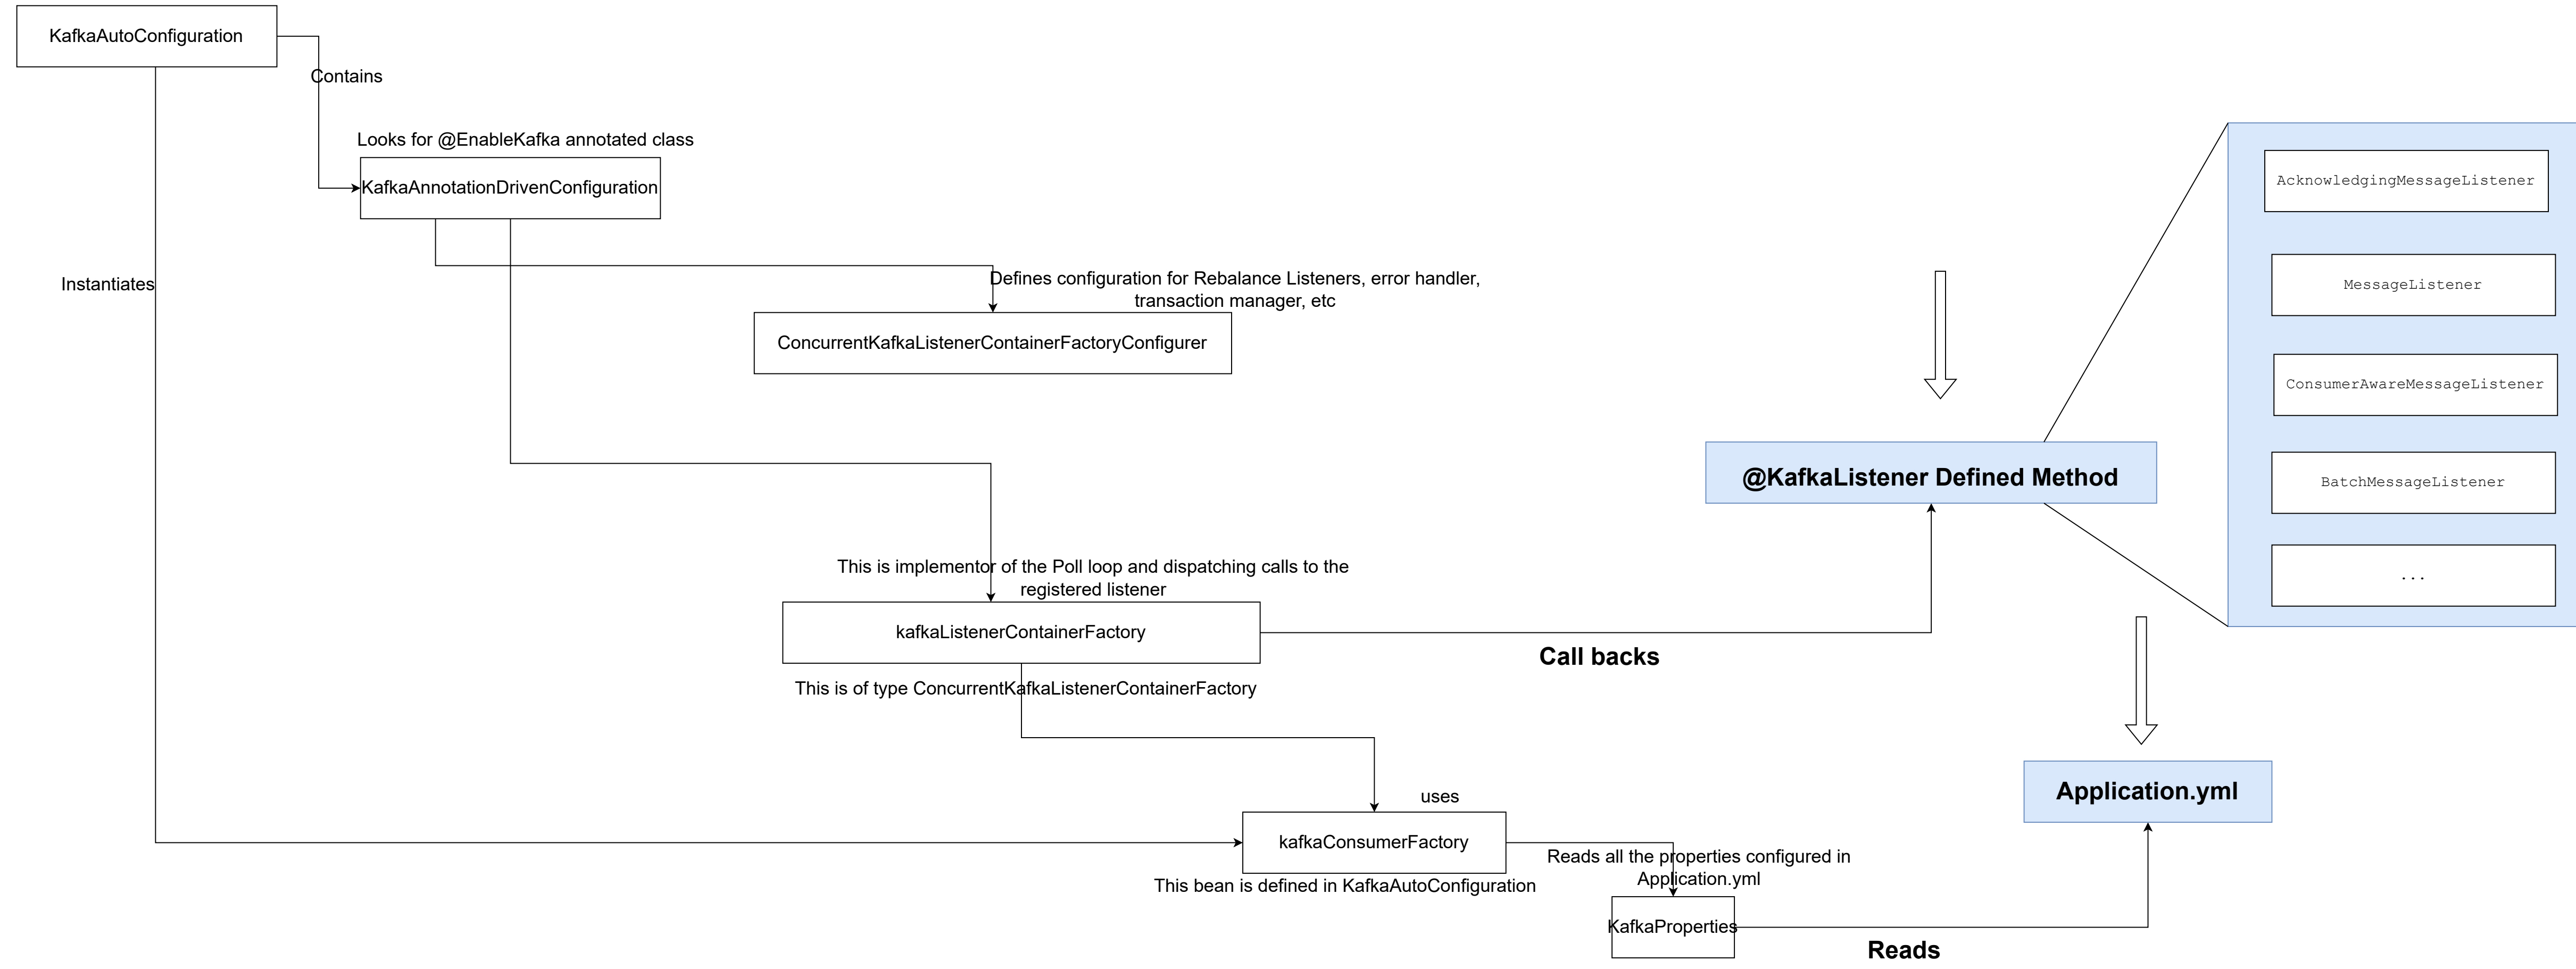 KafkaAutoConfiguration
Contains
Looks for @EnableKafka annotated class
KafkaAnnotationDrivenConfiguration
Instantiates
Defines configuration for Rebalance Listeners, error handler,
transaction manager, etc
ConcurrentKafkaListenerContainerFactoryConfigurer
This is implementor of the Poll loop and dispatching calls to the
registered listener
kafkaListenerContainerFactory
This is of type ConcurrentKafkaListenerContainerFactory
Call backs
@KafkaListener Defined Method
AcknowledgingMessageListener
MessageListener
ConsumerAwareMessageListener
BatchMessageListener
...
uses
kafkaConsumerFactory
This bean is defined in KafkaAutoConfiguration
Reads all the properties configured in
Application.yml
KafkaProperties
Reads
Application.yml